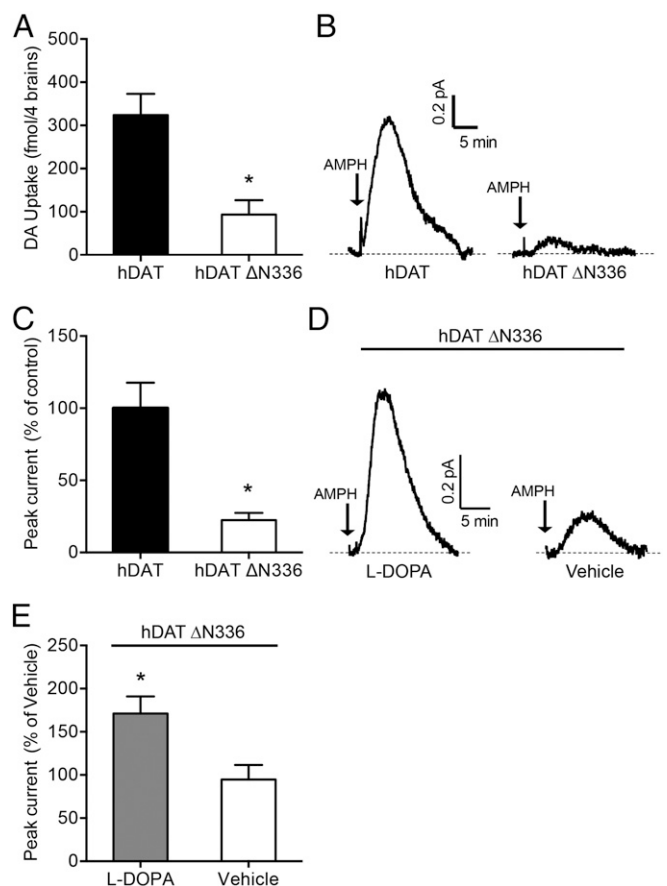 A
DA Uptake (fmol/4 brains)
500
400
300
200
100
0
*
hDAT
hDAT ΔN336
B
0.2 pA
5 min
AMPH
AMPH
hDAT
hDAT ΔN336
C
Peak current (% of control)
150
100
50
0
*
hDAT
hDAT ΔN336
D
hDAT ΔN336
AMPH
0.2 pA
5 min
AMPH
L-DOPA
Vehicle
E
hDAT ΔN336
Peak current (% of Vehicle)
250
200
150
100
50
0
*
L-DOPA
Vehicle